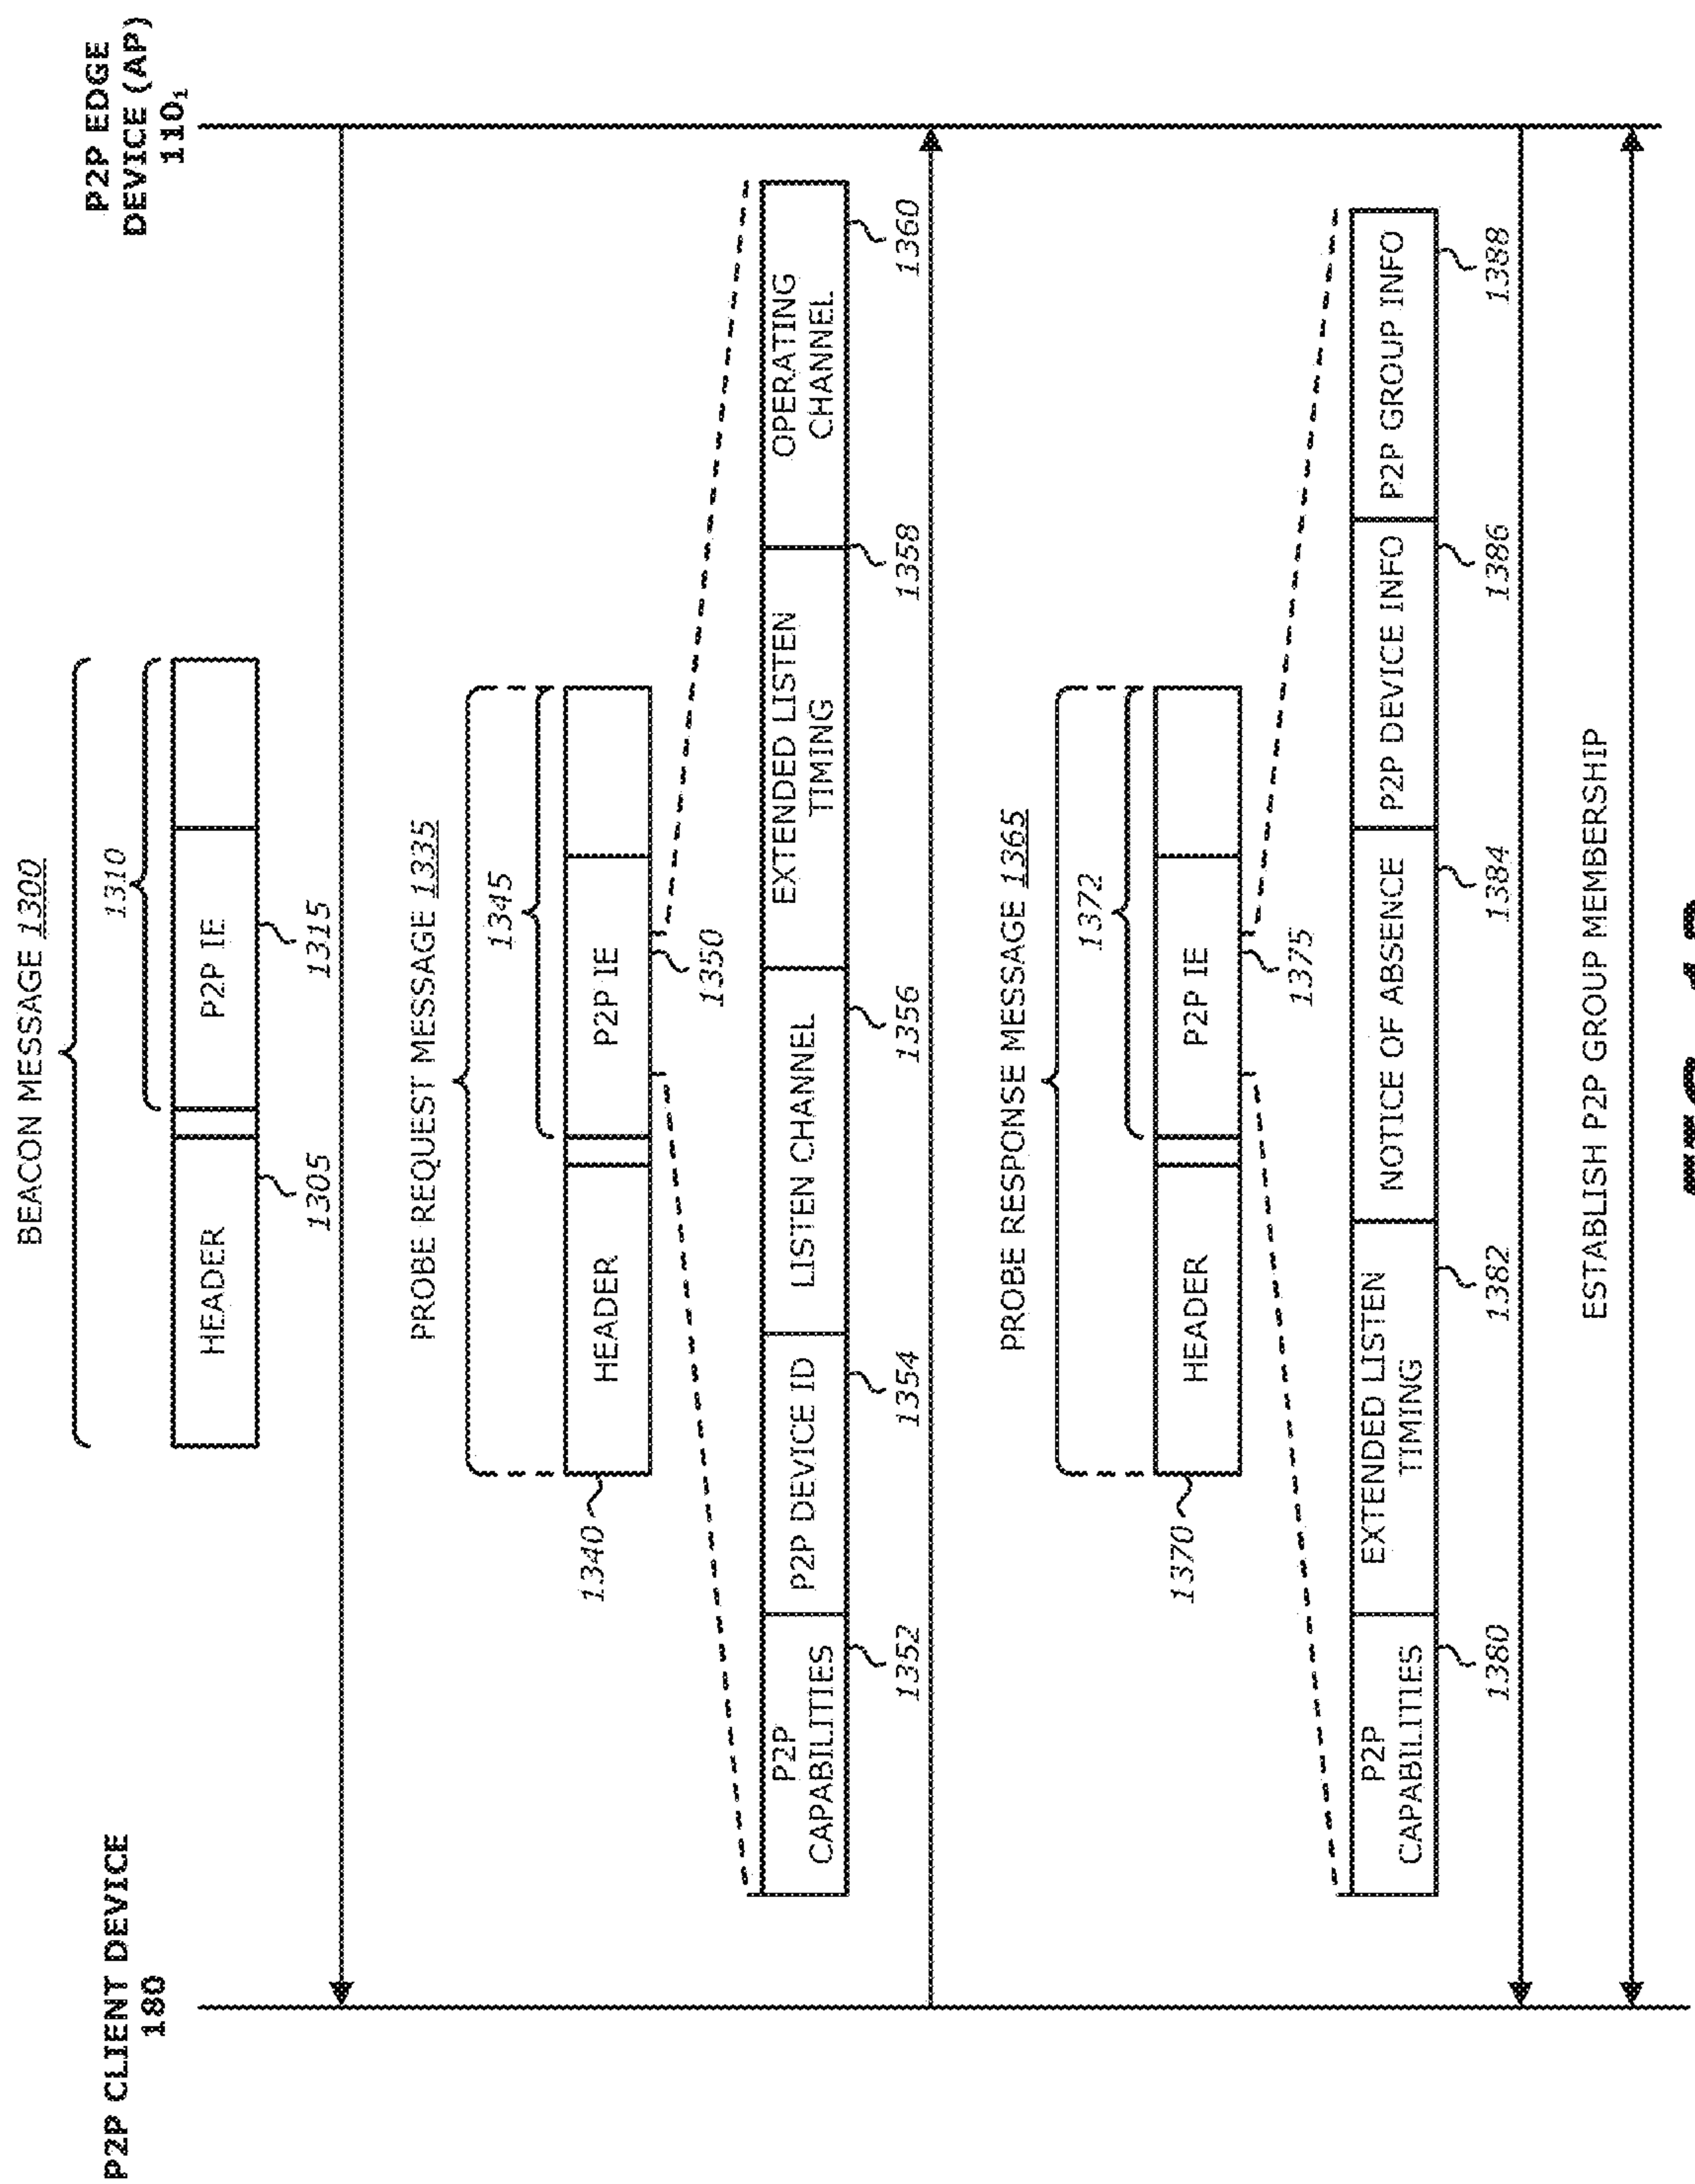 P2P CLIENT DEVICE
180
P2P EDGE
DEVICE (AP)
110₁
BEACON MESSAGE 1300
1310
HEADER
P2P IE
1305
1315
PROBE REQUEST MESSAGE 1335
1345
1340
HEADER
P2P IE
1350
P2P
CAPABILITIES
P2P DEVICE ID
LISTEN CHANNEL
EXTENDED LISTEN
TIMING
OPERATING
CHANNEL
1352
1354
1356
1358
1360
PROBE RESPONSE MESSAGE 1365
1372
1370
HEADER
P2P IE
1375
P2P
CAPABILITIES
EXTENDED LISTEN
TIMING
NOTICE OF ABSENCE
P2P DEVICE INFO
P2P GROUP INFO
1380
1382
1384
1386
1388
ESTABLISH P2P GROUP MEMBERSHIP